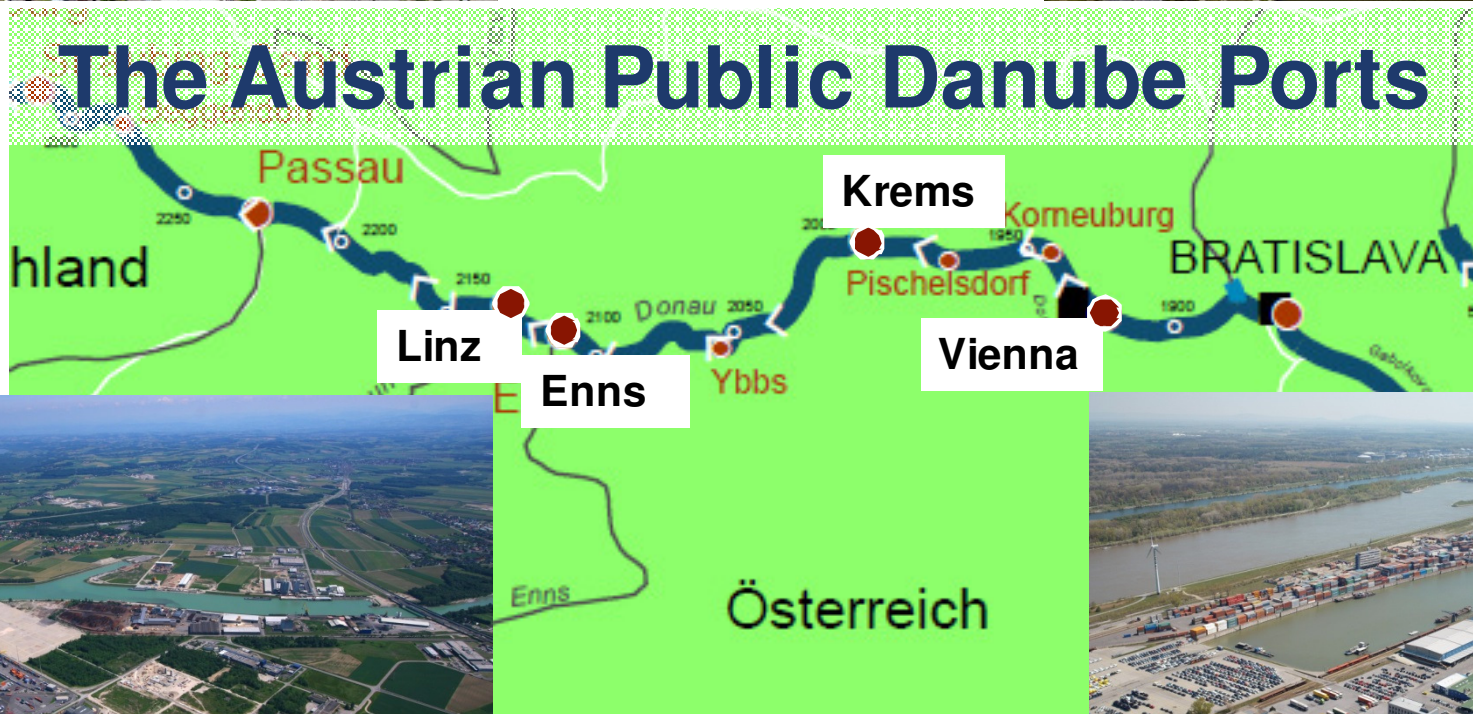 The Austrian Public Danube Ports
Passau
Krems
Korneuburg
2250
2200
1950
BRATISLAVA
hland
2150
Pischelsdorf
2100
Donau
2050
1900
Linz
Vienna
Enns
Ybbs
E
Enns
Österreich